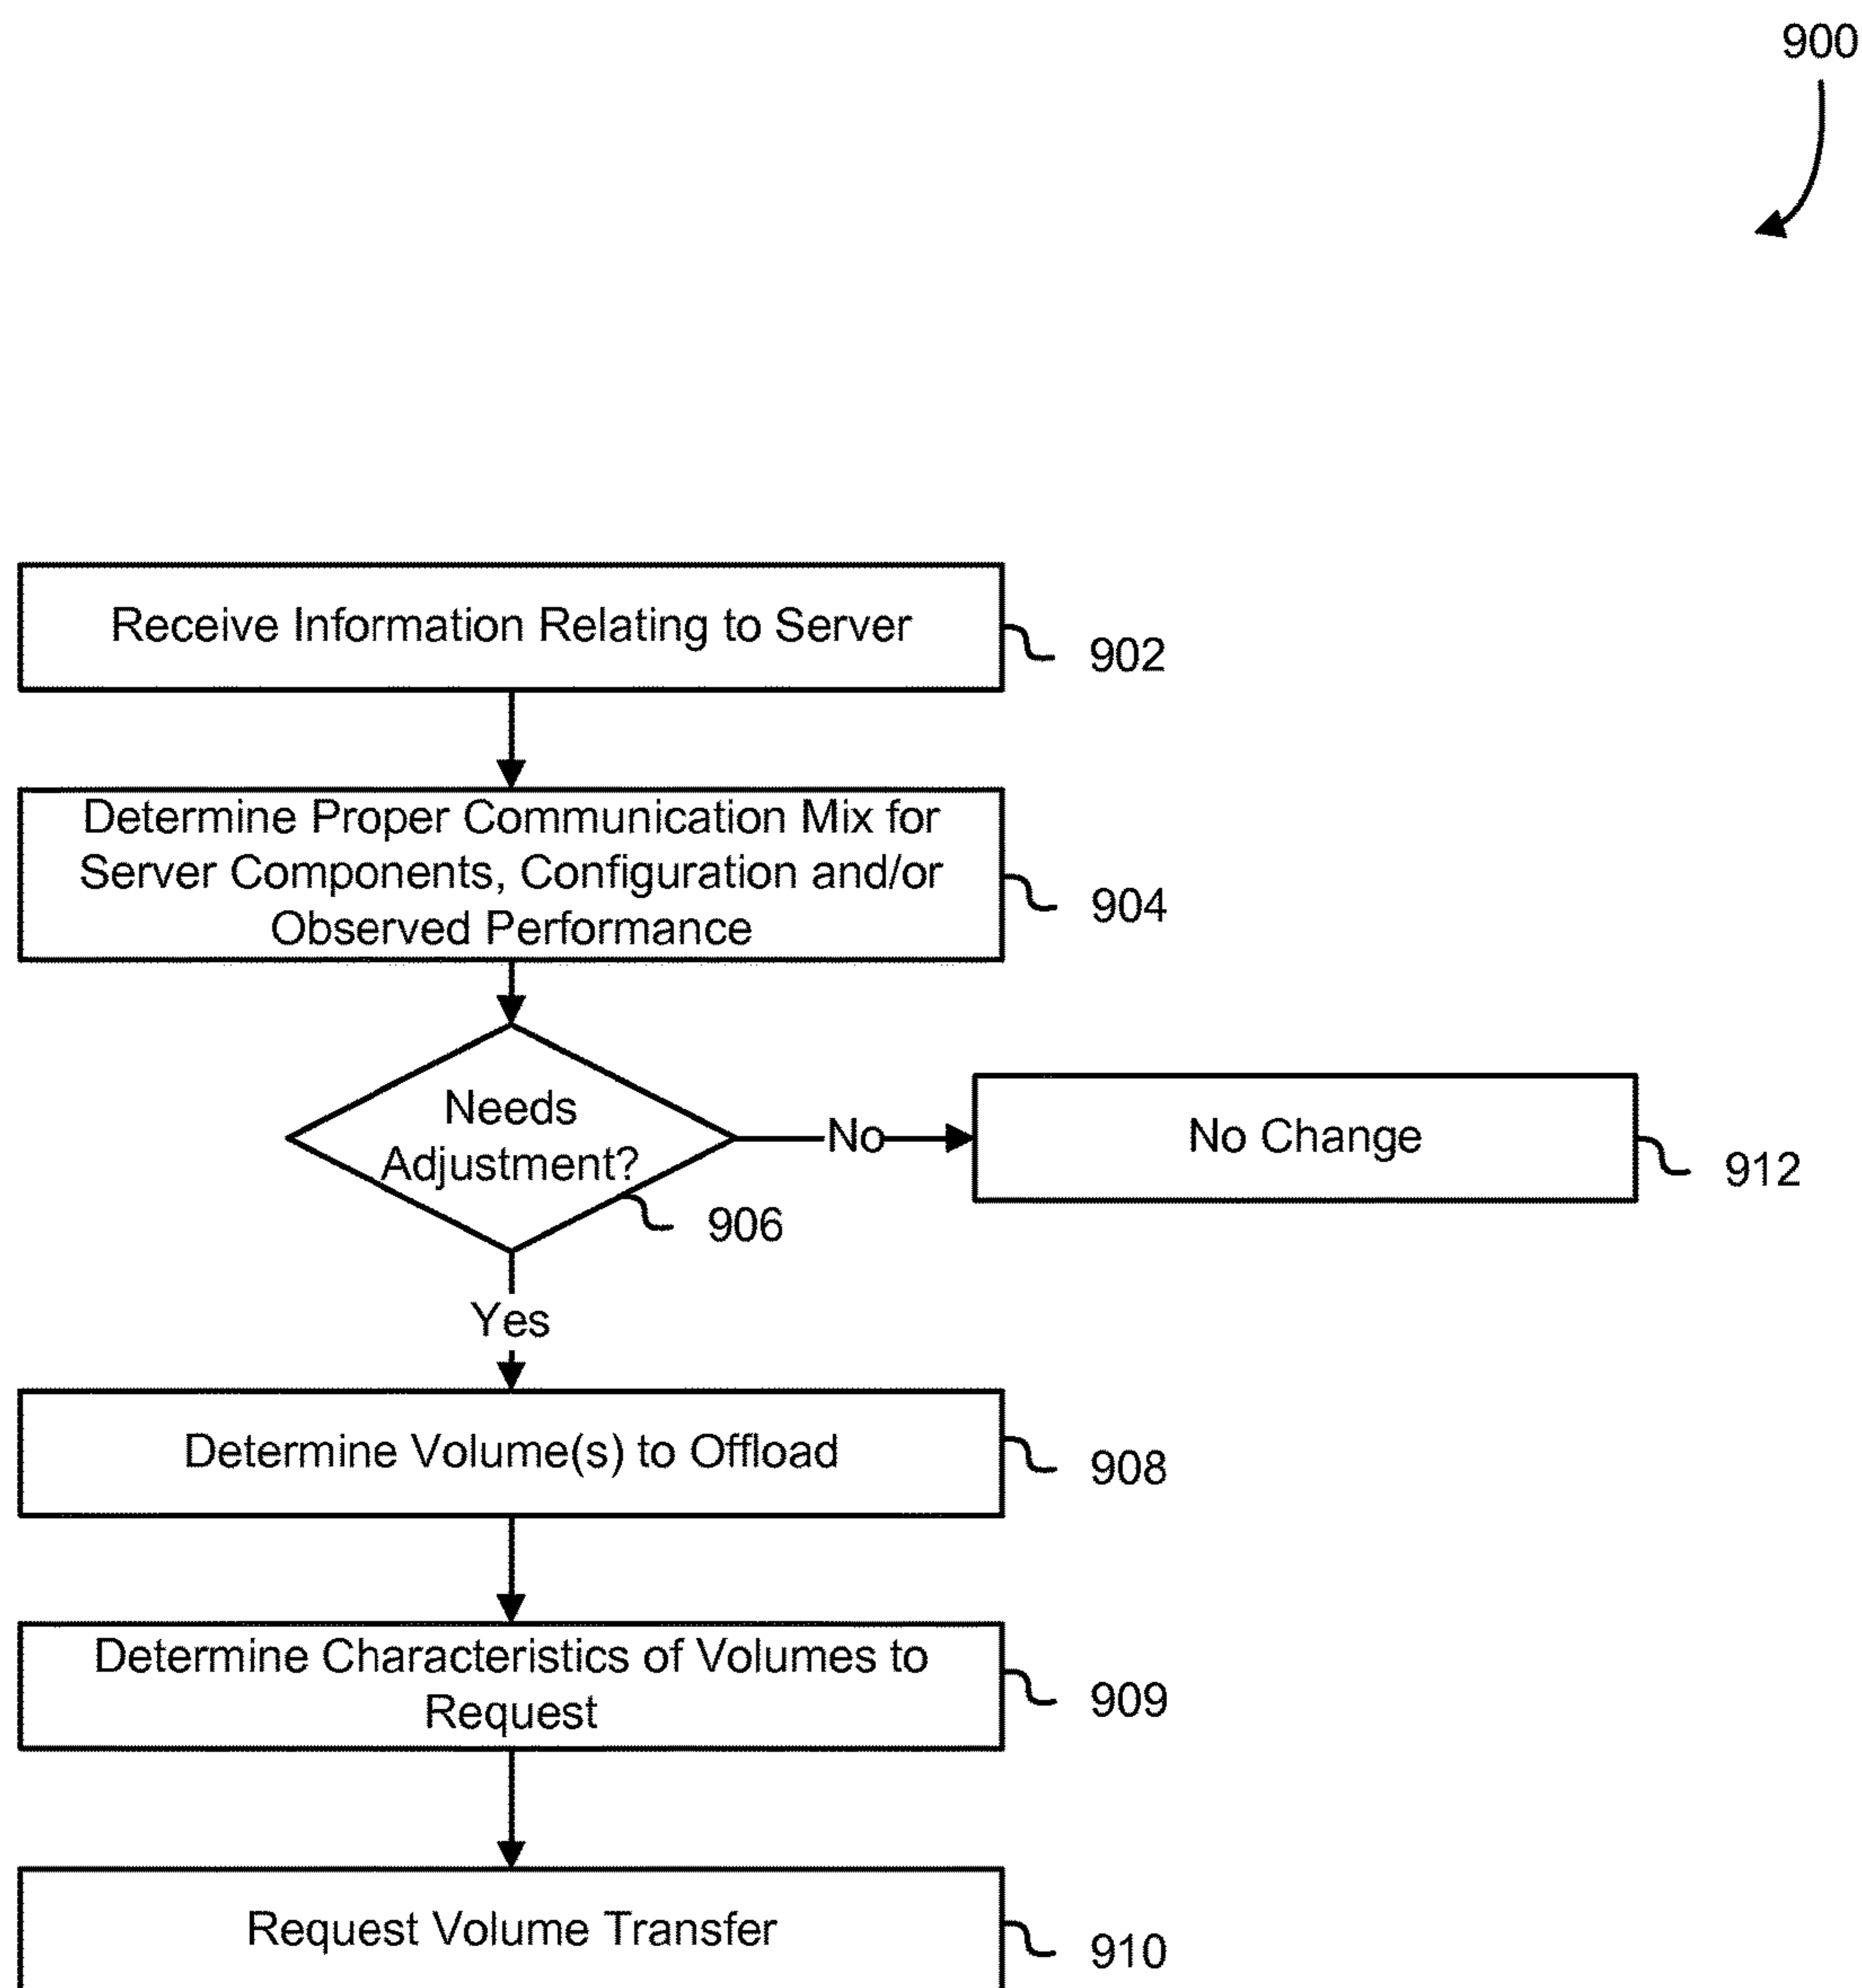 900
Receive Information Relating to Server
902
Determine Proper Communication Mix for
Server Components, Configuration and/or
Observed Performance
904
Needs
Adjustment?
906
No
No Change
912
Yes
Determine Volume(s) to Offload
908
Determine Characteristics of Volumes to
Request
909
Request Volume Transfer
910